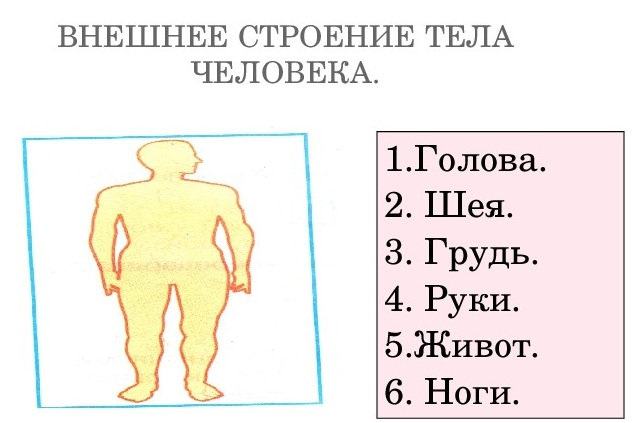 ВНЕШНЕЕ СТРОЕНИЕ ТЕЛА
ЧЕЛОВЕКА.
1.Голова.
2. Шея.
3. Грудь.
4. Руки.
5.Живот.
6. Ноги.